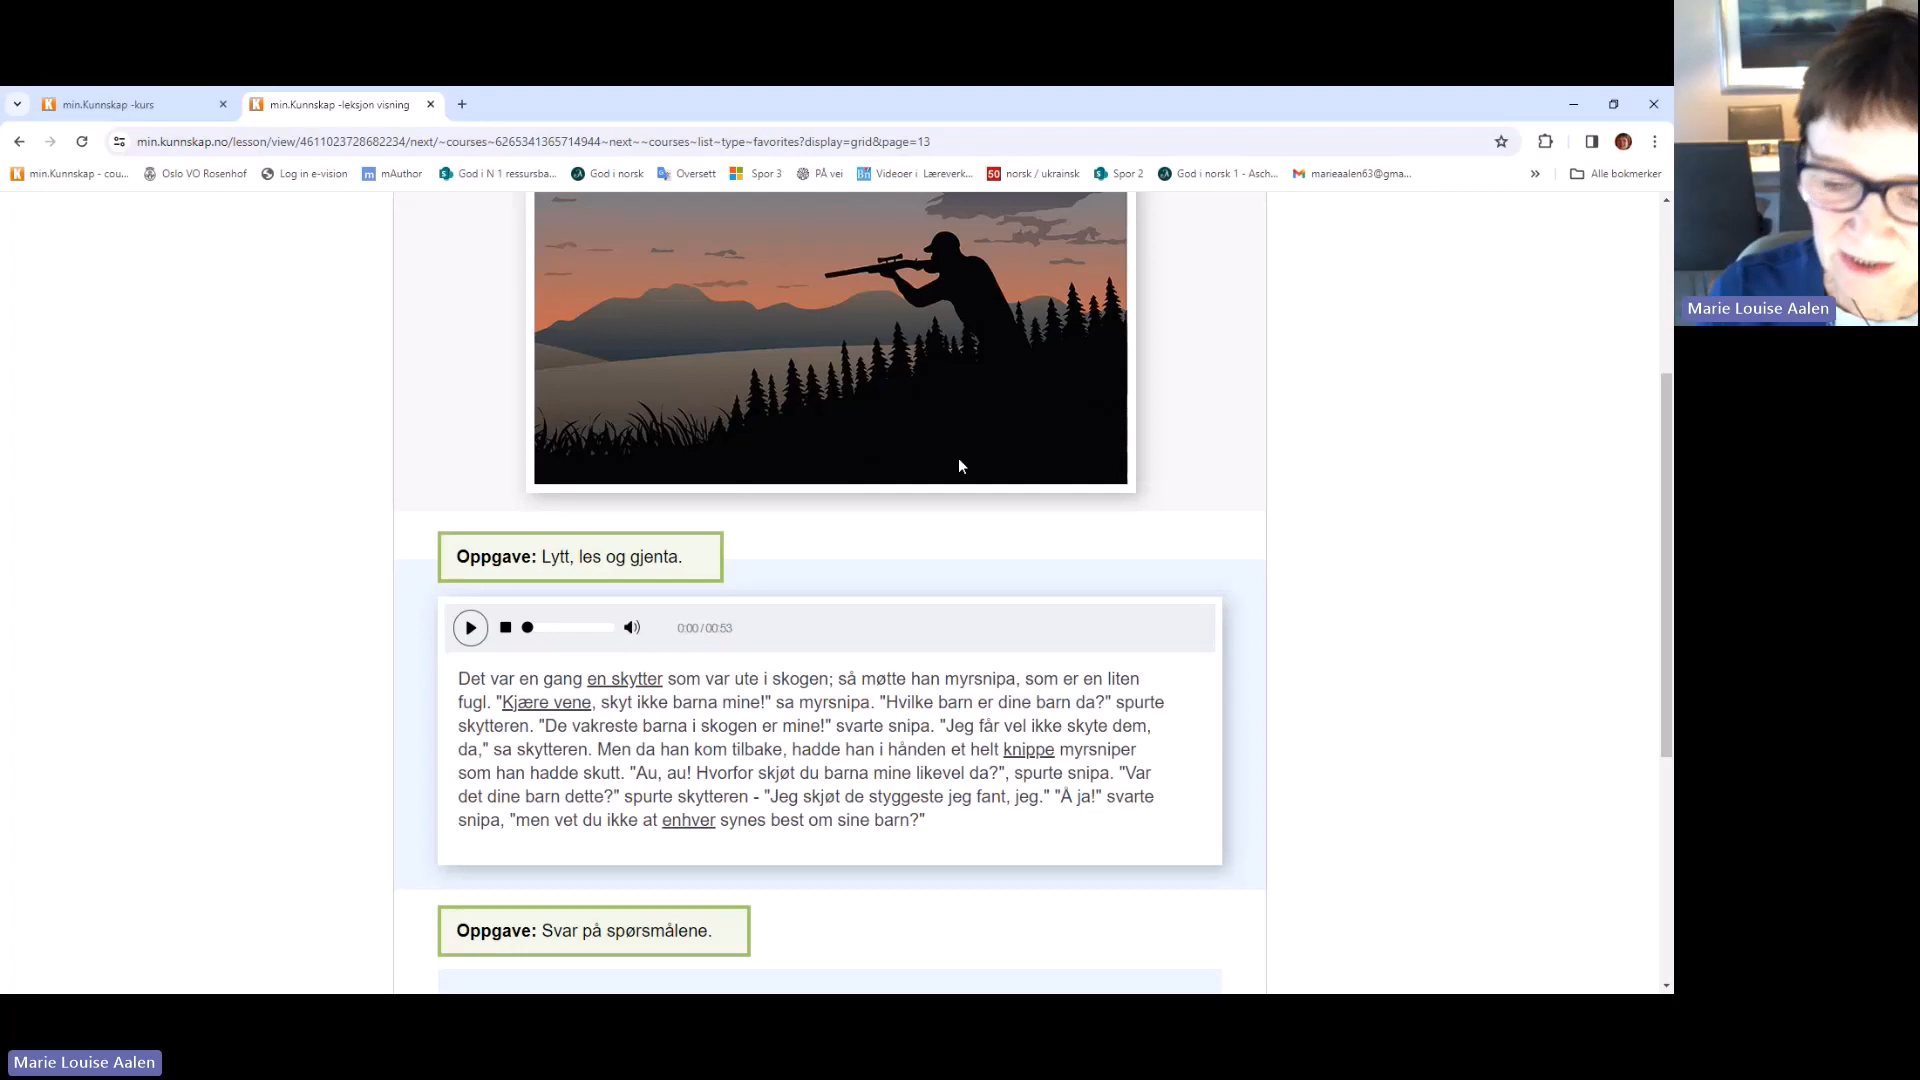 min.Kunnskap -kurs
min.Kunnskap -leksjon visning
min.kunnskap.no/lesson/view/4611023728682234/next/~courses~6265341365714944~next~~courses~list~type~favorites?display=grid&page=13
min.Kunnskap - cou...
Oslo VO Rosenhof
Log in e-vision
mAuthor
God i N 1 ressursba...
God i norsk
Oversett
Spor 3
PÅ vei
Videoer i Læreverk...
norsk / ukrainsk
Spor 2
God i norsk 1 - Asch...
marieaalen63@gma...
Alle bokmerker
Marie Louise Aalen
Oppgave: Lytt, les og gjenta.
0:00 / 00:53
Det var en gang en skytter som var ute i skogen; så møtte han myrsnipa, som er en liten
fugl. "Kjære vene, skyt ikke barna mine!" sa myrsnipa. "Hvilke barn er dine barn da?" spurte
skytteren. "De vakreste barna i skogen er mine!" svarte snipa. "Jeg får vel ikke skyte dem,
da," sa skytteren. Men da han kom tilbake, hadde han i hånden et helt knippe myrsniper
som han hadde skutt. "Au, au! Hvorfor skjøt du barna mine likevel da?", spurte snipa. "Var
det dine barn dette?" spurte skytteren - "Jeg skjøt de styggeste jeg fant, jeg." "Å ja!" svarte
snipa, "men vet du ikke at enhver synes best om sine barn?"
Oppgave: Svar på spørsmålene.
Marie Louise Aalen